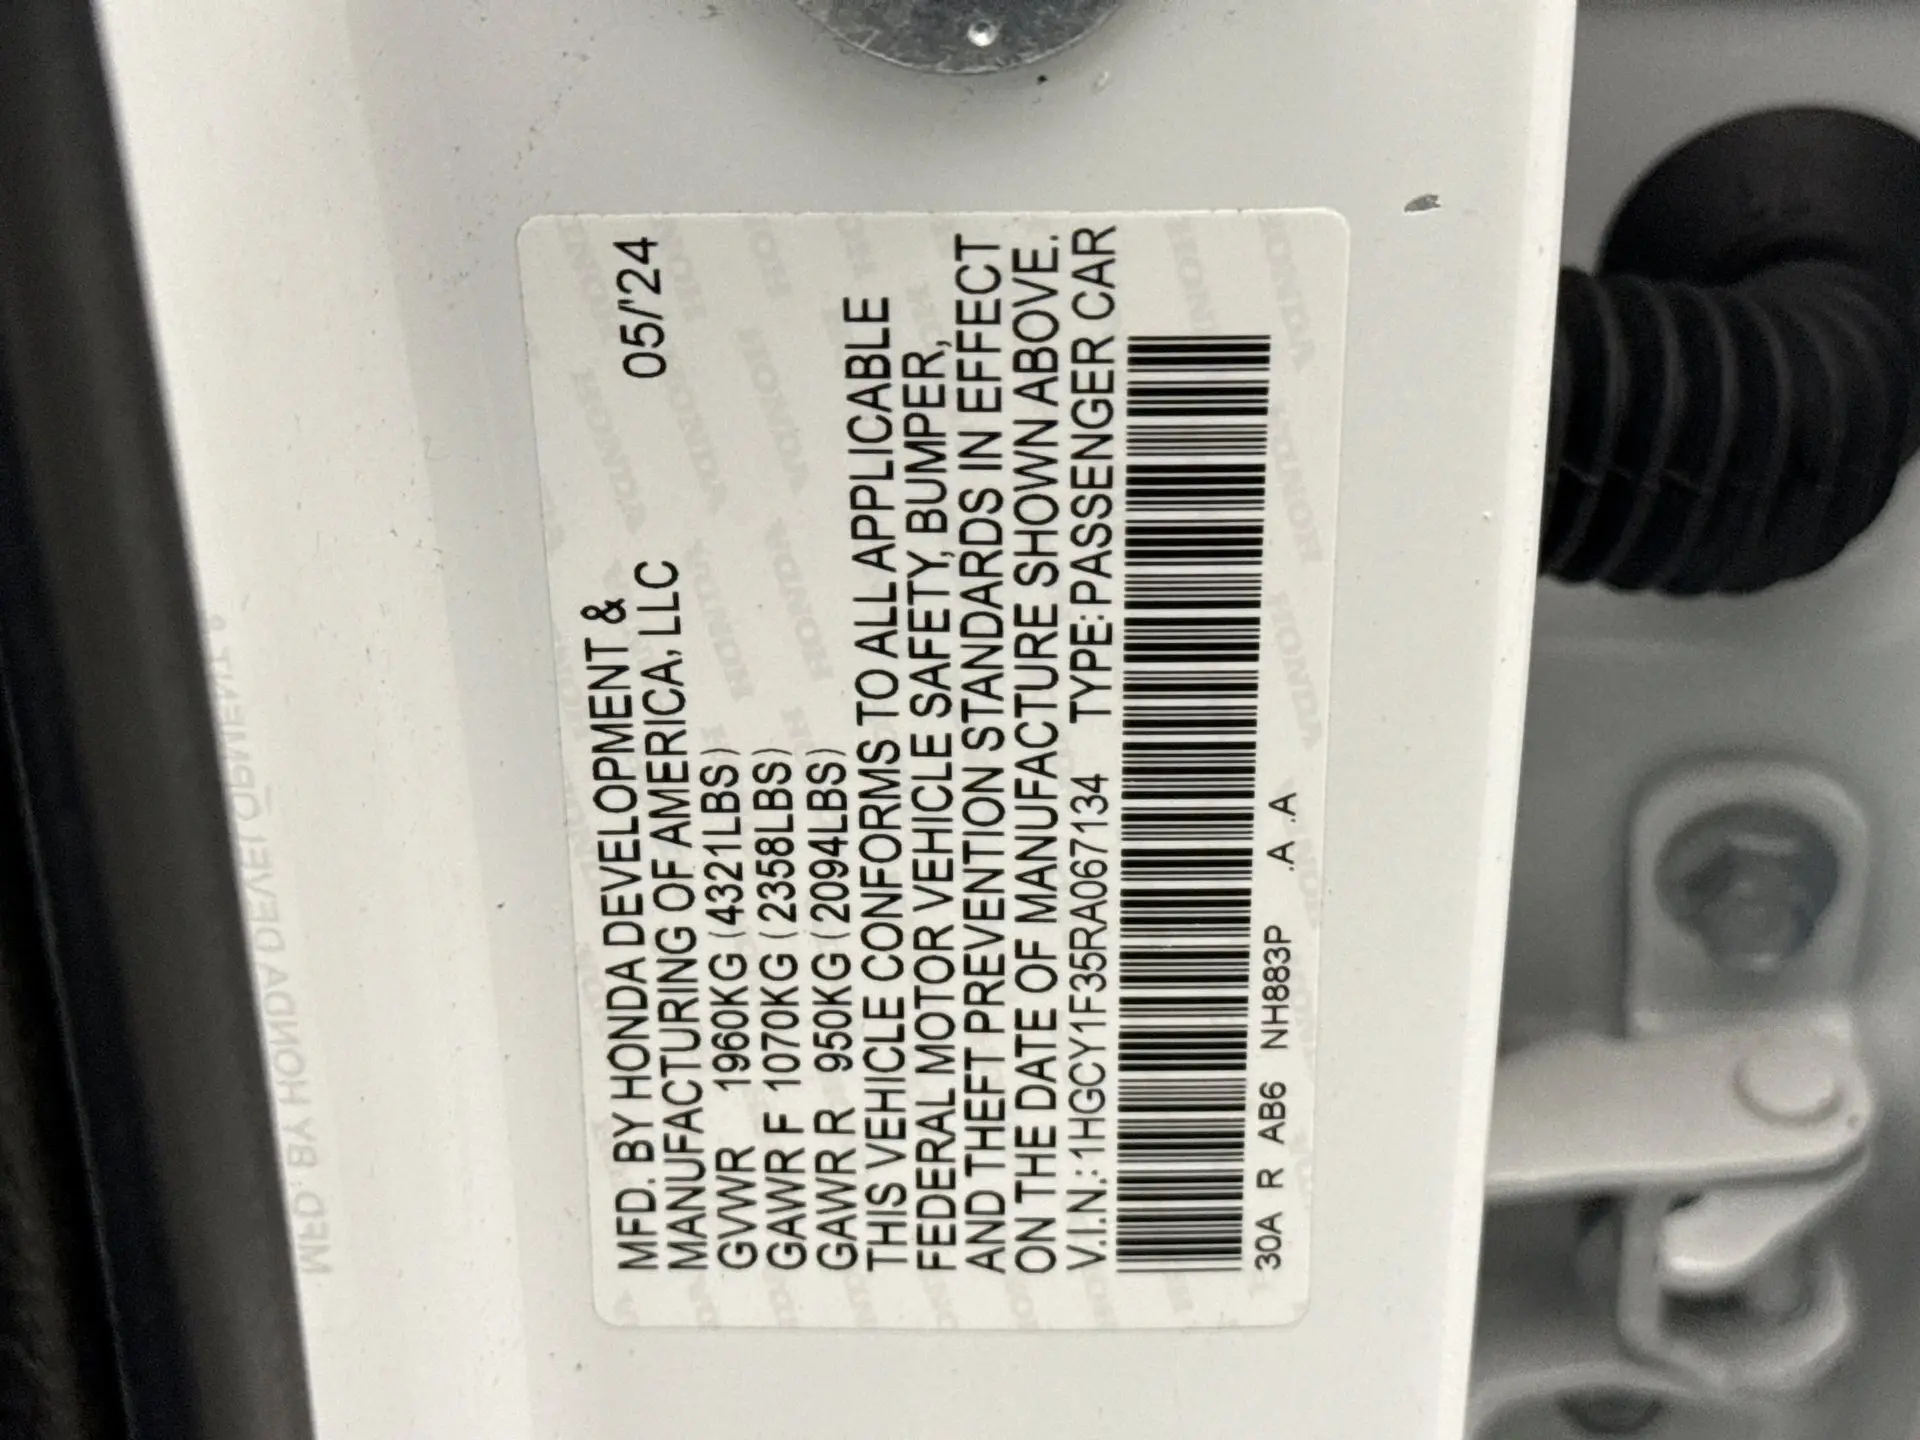 MFD. BY HONDA DEVELOPMENT &
MANUFACTURING OF AMERICA, LLC 05/'24
GVWR 1960KG (4321LBS)
GAWR F 1070KG (2358LBS)
GAWR R 950KG (2094LBS)
THIS VEHICLE CONFORMS TO ALL APPLICABLE
FEDERAL MOTOR VEHICLE SAFETY, BUMPER,
AND THEFT PREVENTION STANDARDS IN EFFECT
ON THE DATE OF MANUFACTURE SHOWN ABOVE.
V.I.N.: 1HGCY1F35RA067134 TYPE: PASSENGER CAR
30A R AB6 NH883P .A .A